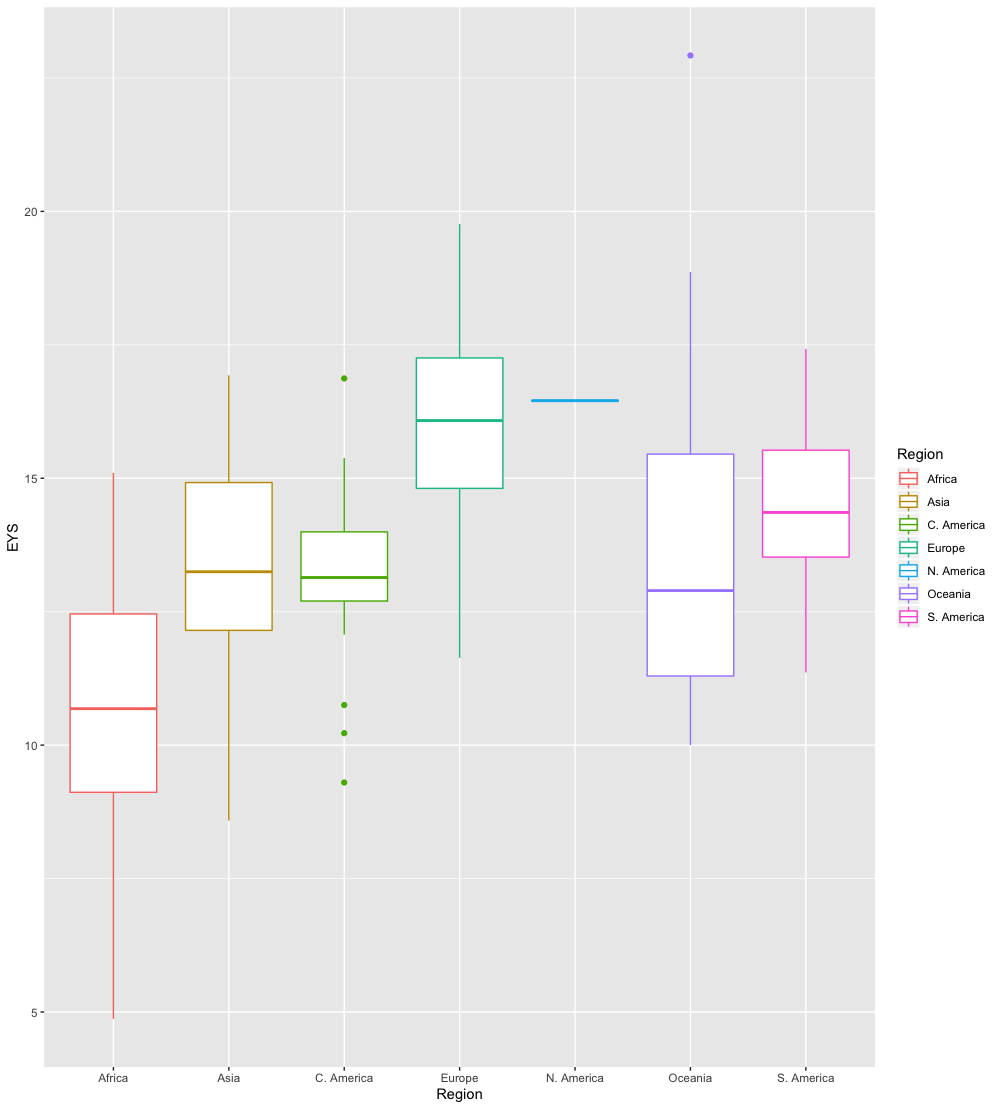 EYS
20
15
10
5
Africa
Asia
C. America
Europe
N. America
Oceania
S. America
Region
Region
Africa
Asia
C. America
Europe
N. America
Oceania
S. America